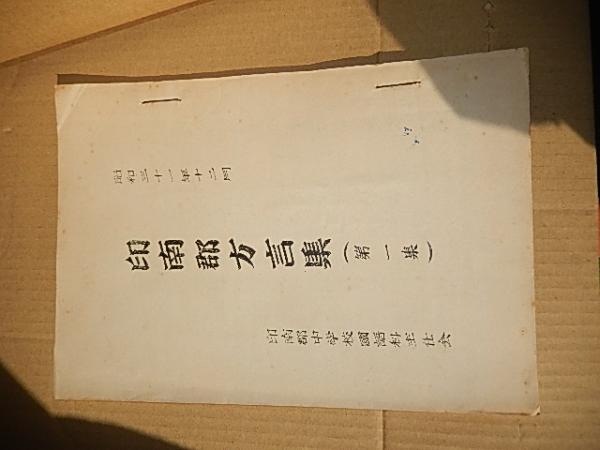 昭和三十一年十二月
印南郡方言集（第一集）
印南郡中学校國語科主任会